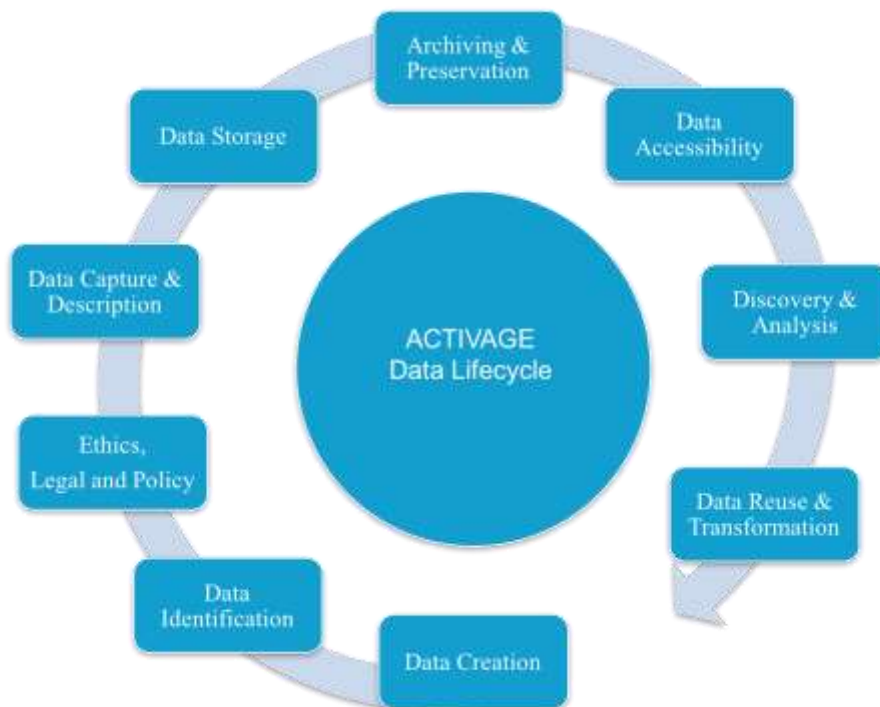 Archiving &
Preservation
Data Storage
Data
Accessibility
Data Capture &
Description
Discovery &
Analysis
ACTIVAGE
Data Lifecycle
Ethics,
Legal and Policy
Data Reuse &
Transformation
Data
Identification
Data Creation